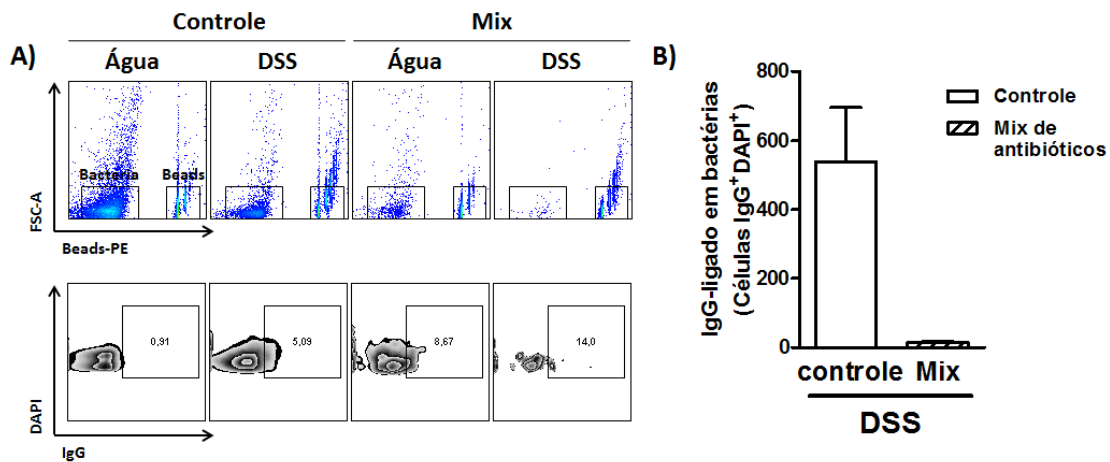 A)
Controle Mix
Água DSS Água DSS
Bacteria Beads
FSC-A
Beads-PE
0,91 5,09 8,67 14,0
DAPI
IgG
B)
IgG-ligado em bactérias
(Células IgG⁺DAPI⁺)
800
600
400
200
0
Controle
Mix de
antibióticos
controle Mix
DSS